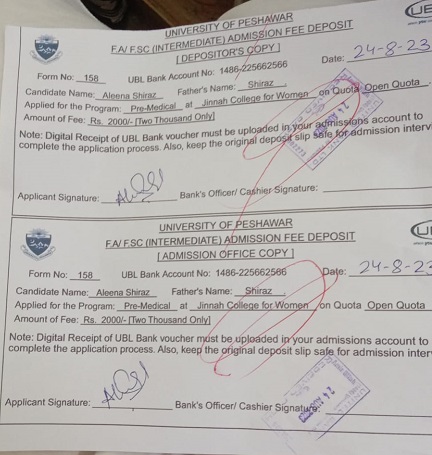 UNIVERSITY OF PESHAWAR
F.A/ F.SC (INTERMEDIATE) ADMISSION FEE DEPOSIT
[ DEPOSITOR'S COPY ]
Form No: 158 UBL Bank Account No: 1486-225662566 Date: 24-8-23
Candidate Name: Aleena Shiraz Father's Name: Shiraz
Applied for the Program: Pre-Medical at Jinnah College for Women on Quota Open Quota
Amount of Fee: Rs. 2000/- [Two Thousand Only]
Note: Digital Receipt of UBL Bank voucher must be uploaded in your admissions account to
complete the application process. Also, keep the original deposit slip safe for admission interv
Applicant Signature: Bank's Officer/ Cashier Signature:
UNIVERSITY OF PESHAWAR
F.A/ F.SC (INTERMEDIATE) ADMISSION FEE DEPOSIT
[ ADMISSION OFFICE COPY ]
Form No: 158 UBL Bank Account No: 1486-225662566 Date: 24-8-2
Candidate Name: Aleena Shiraz Father's Name: Shiraz
Applied for the Program: Pre-Medical at Jinnah College for Women on Quota Open Quota
Amount of Fee: Rs. 2000/- [Two Thousand Only]
Note: Digital Receipt of UBL Bank voucher must be uploaded in your admissions account to
complete the application process. Also, keep the original deposit slip safe for admission inter
Applicant Signature: Bank's Officer/ Cashier Signature: